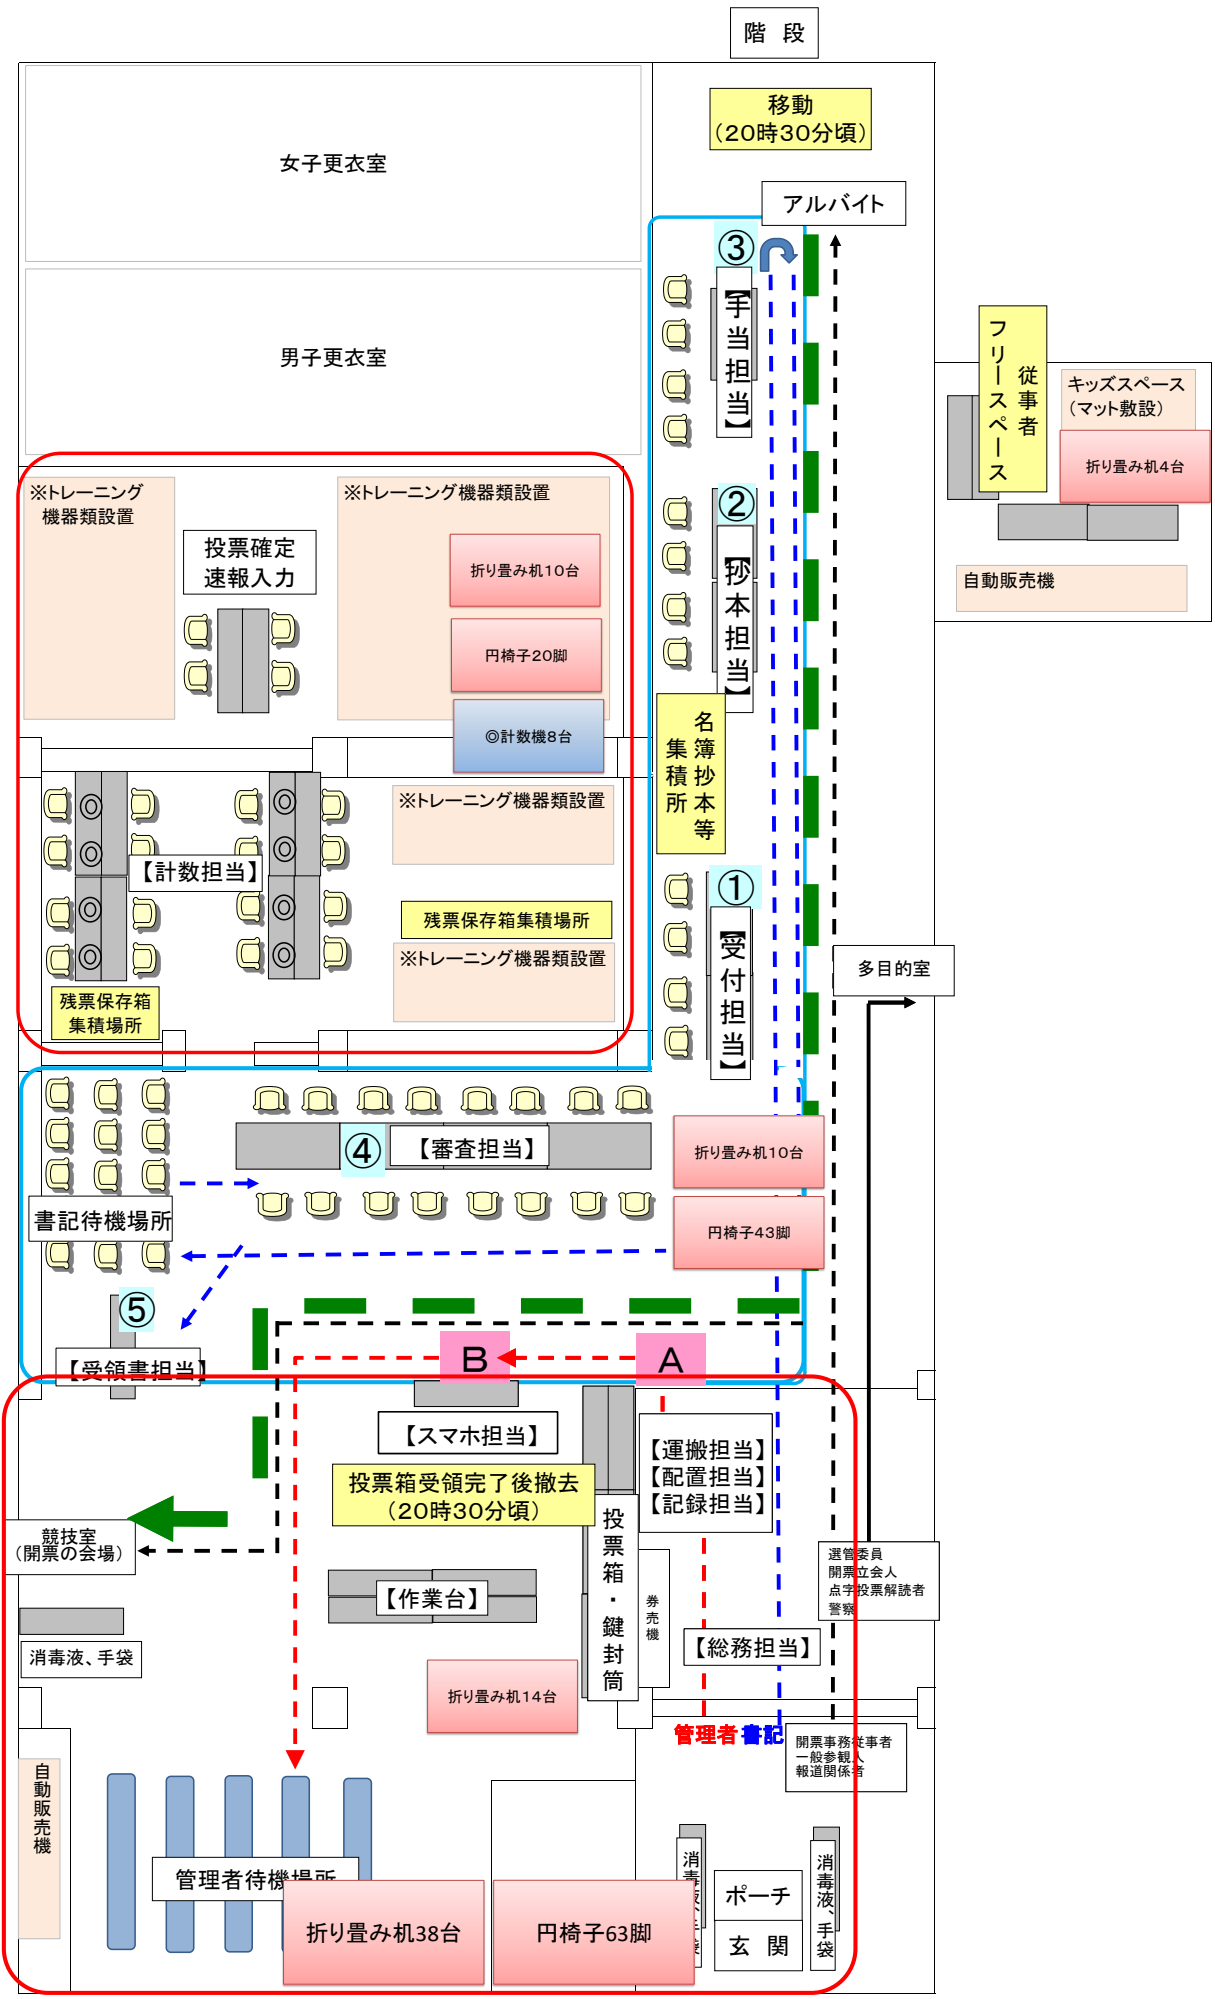 階　段
移動
（20時30分頃）
女子更衣室
アルバイト
③
【手当担当】
男子更衣室
従事者
フリースペース
キッズスペース
（マット敷設）
折り畳み机4台
自動販売機
※トレーニング
機器類設置
※トレーニング機器類設置
投票確定
速報入力
折り畳み机10台
円椅子20脚
◎計数機8台
②
【抄本担当】
名簿抄本等
集積所
※トレーニング機器類設置
【計数担当】
残票保存箱集積場所
※トレーニング機器類設置
残票保存箱
集積場所
①
【受付担当】
多目的室
④
【審査担当】
折り畳み机10台
書記待機場所
円椅子43脚
⑤
【受領書担当】
B
A
【スマホ担当】
【運搬担当】
【配置担当】
【記録担当】
投票箱受領完了後撤去
（20時30分頃）
投票箱・鍵封筒
競技室
（開票の会場）
選管委員
開票立会人
点字投票解読者
警察
【作業台】
券売機
消毒液、手袋
【総務担当】
折り畳み机14台
管理者
書記
開票事務従事者
一般参観人
報道関係者
自動販売機
管理者待機場所
折り畳み机38台
円椅子63脚
消毒液、手袋
ポーチ
玄　関
消毒液、手袋